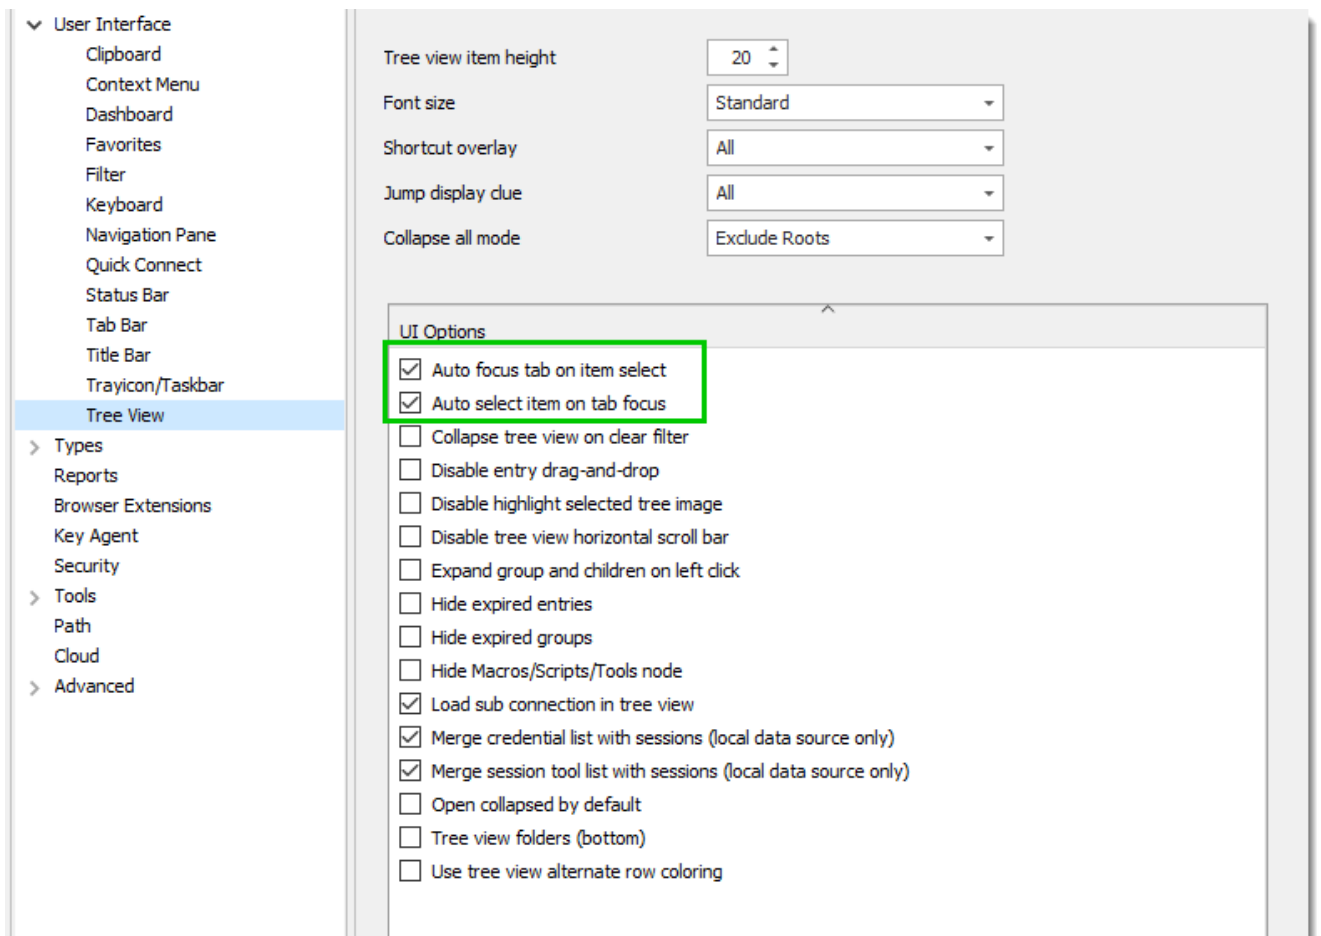 User Interface
Clipboard
Context Menu
Dashboard
Favorites
Filter
Keyboard
Navigation Pane
Quick Connect
Status Bar
Tab Bar
Title Bar
Trayicon/Taskbar
Tree View
Types
Reports
Browser Extensions
Key Agent
Security
Tools
Path
Cloud
Advanced
Tree view item height 20
Font size Standard
Shortcut overlay All
Jump display clue All
Collapse all mode Exclude Roots
UI Options
Auto focus tab on item select
Auto select item on tab focus
Collapse tree view on clear filter
Disable entry drag-and-drop
Disable highlight selected tree image
Disable tree view horizontal scroll bar
Expand group and children on left click
Hide expired entries
Hide expired groups
Hide Macros/Scripts/Tools node
Load sub connection in tree view
Merge credential list with sessions (local data source only)
Merge session tool list with sessions (local data source only)
Open collapsed by default
Tree view folders (bottom)
Use tree view alternate row coloring